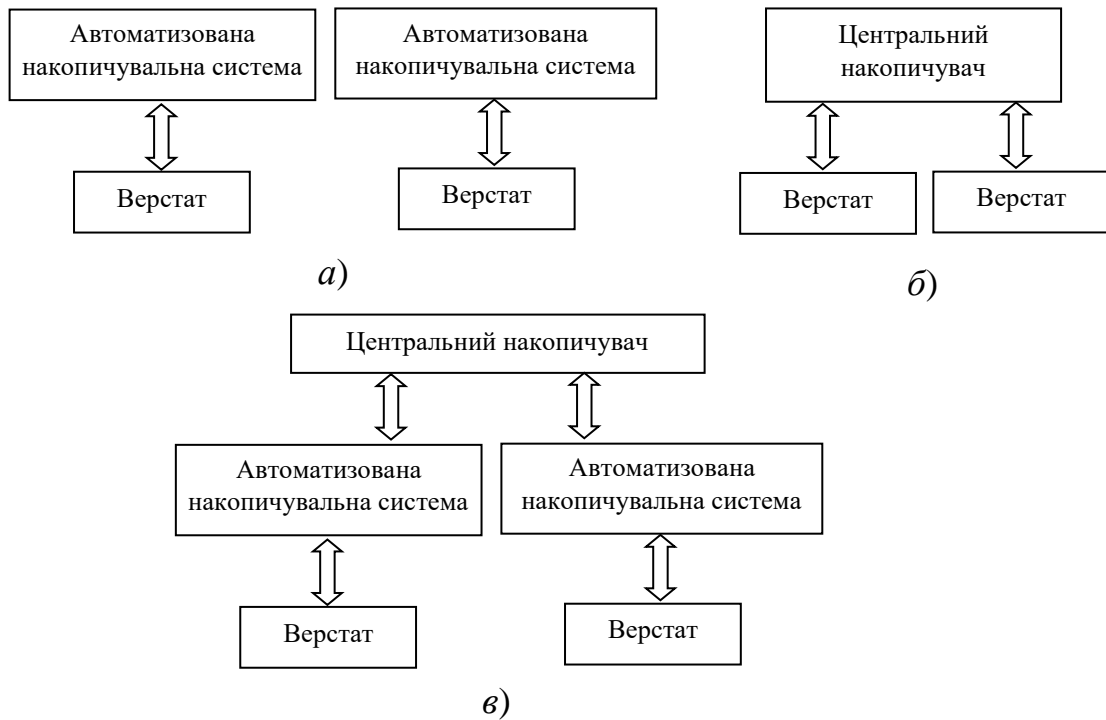 Автоматизована
накопичувальна система
Автоматизована
накопичувальна система
Центральний
накопичувач
Верстат
Верстат
Верстат
Верстат
а)
б)
Центральний накопичувач
Автоматизована
накопичувальна система
Автоматизована
накопичувальна система
Верстат
Верстат
в)